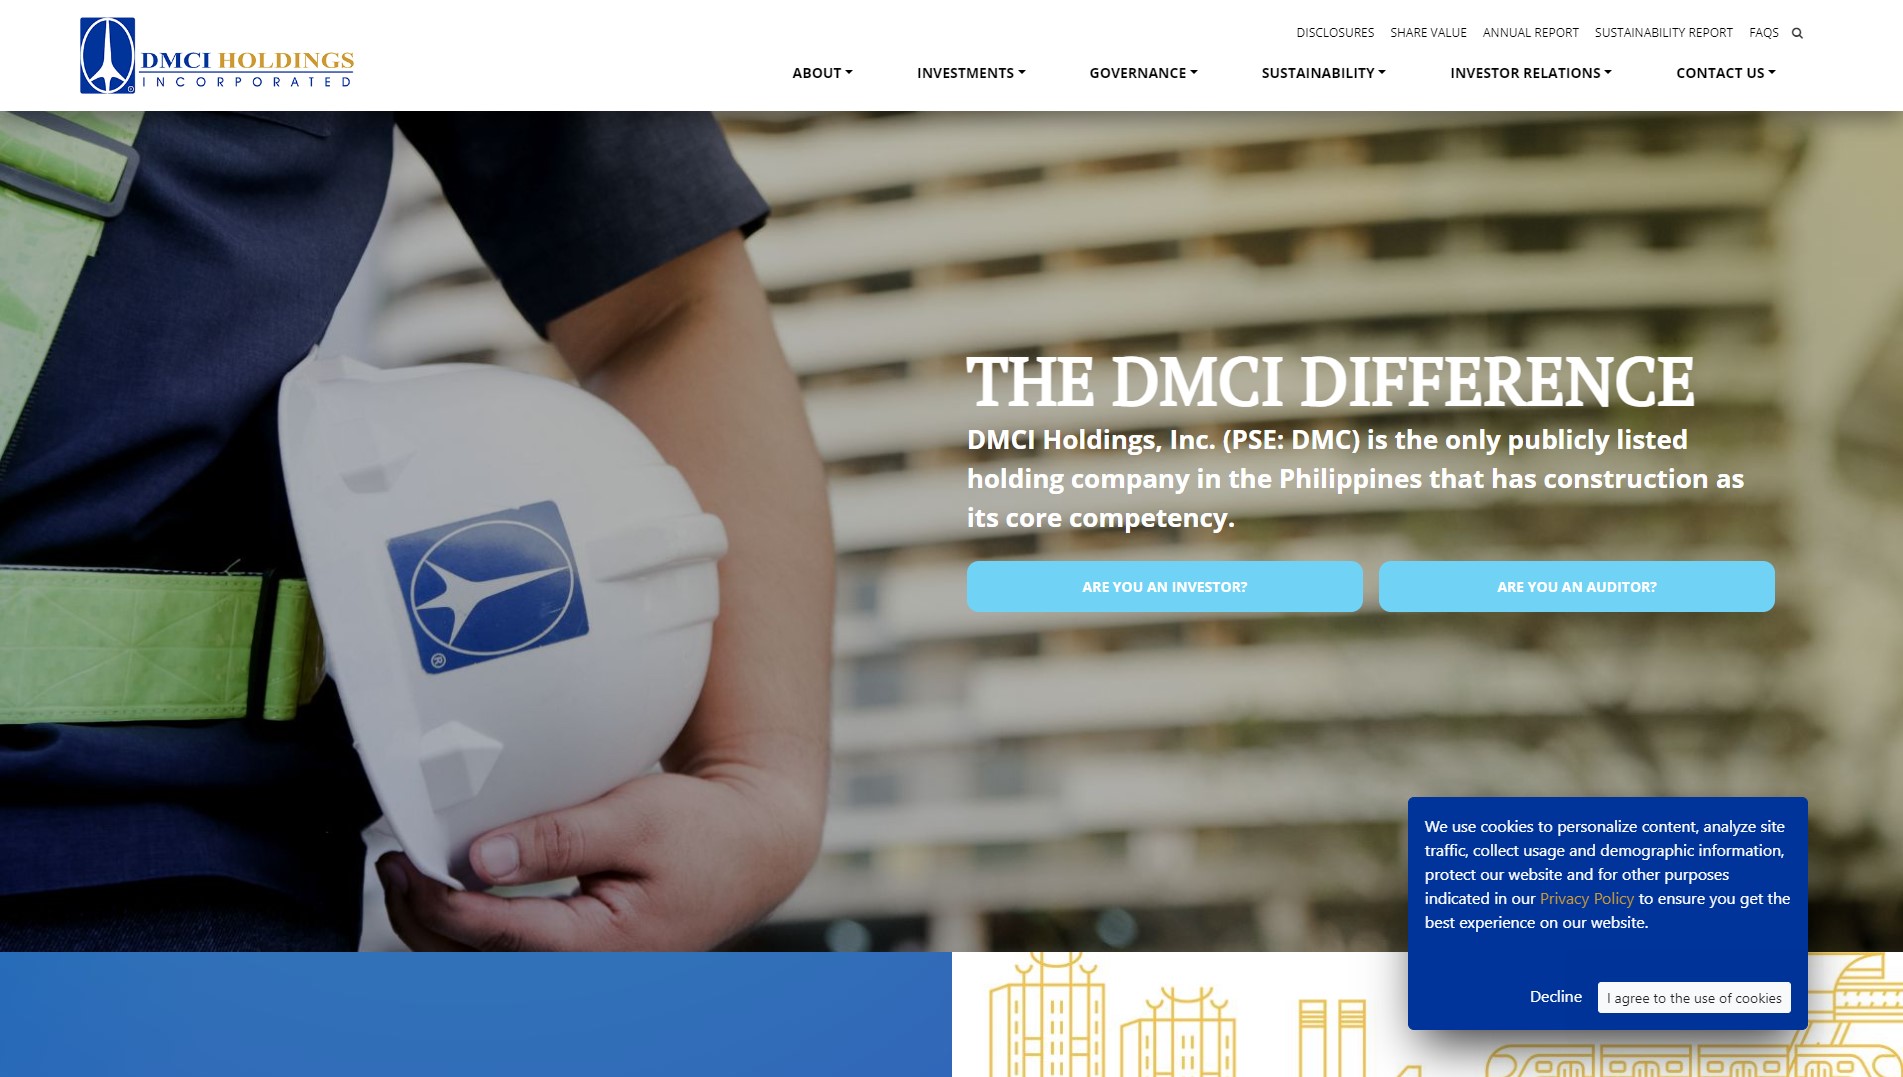 DMCI HOLDINGS
INCORPORATED
DISCLOSURES SHARE VALUE ANNUAL REPORT SUSTAINABILITY REPORT FAQS
ABOUT INVESTMENTS GOVERNANCE SUSTAINABILITY INVESTOR RELATIONS CONTACT US
THE DMCI DIFFERENCE
DMCI Holdings, Inc. (PSE: DMC) is the only publicly listed
holding company in the Philippines that has construction as
its core competency.
ARE YOU AN INVESTOR? ARE YOU AN AUDITOR?
®
We use cookies to personalize content, analyze site
traffic, collect usage and demographic information,
protect our website and for other purposes
indicated in our Privacy Policy to ensure you get the
best experience on our website.
Decline I agree to the use of cookies